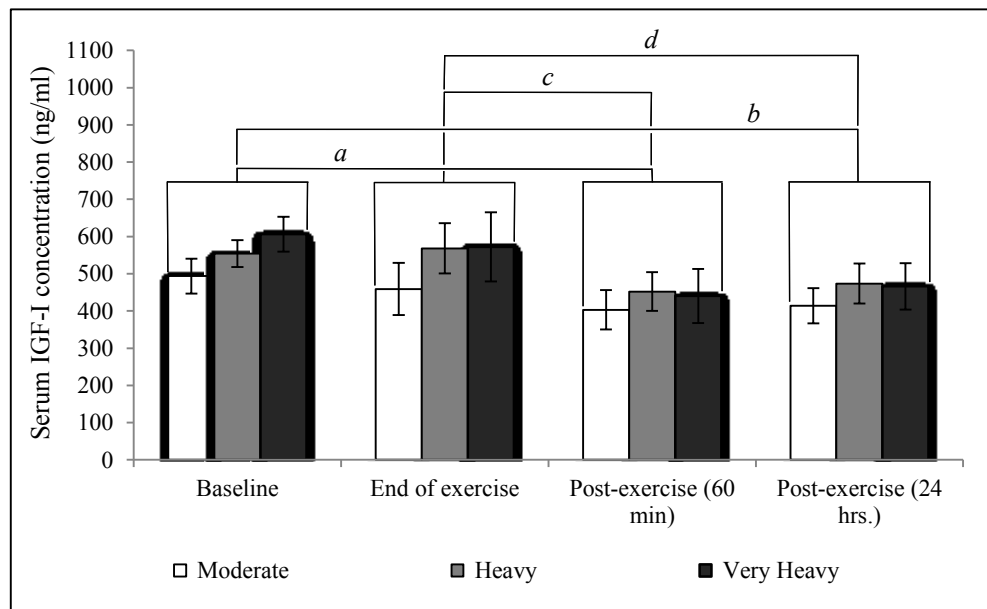 Serum IGF-I concentration (ng/ml)
1100
1000
900
800
700
600
500
400
300
200
100
0
d
c
b
a
Baseline
End of exercise
Post-exercise (60
min)
Post-exercise (24
hrs.)
Moderate
Heavy
Very Heavy